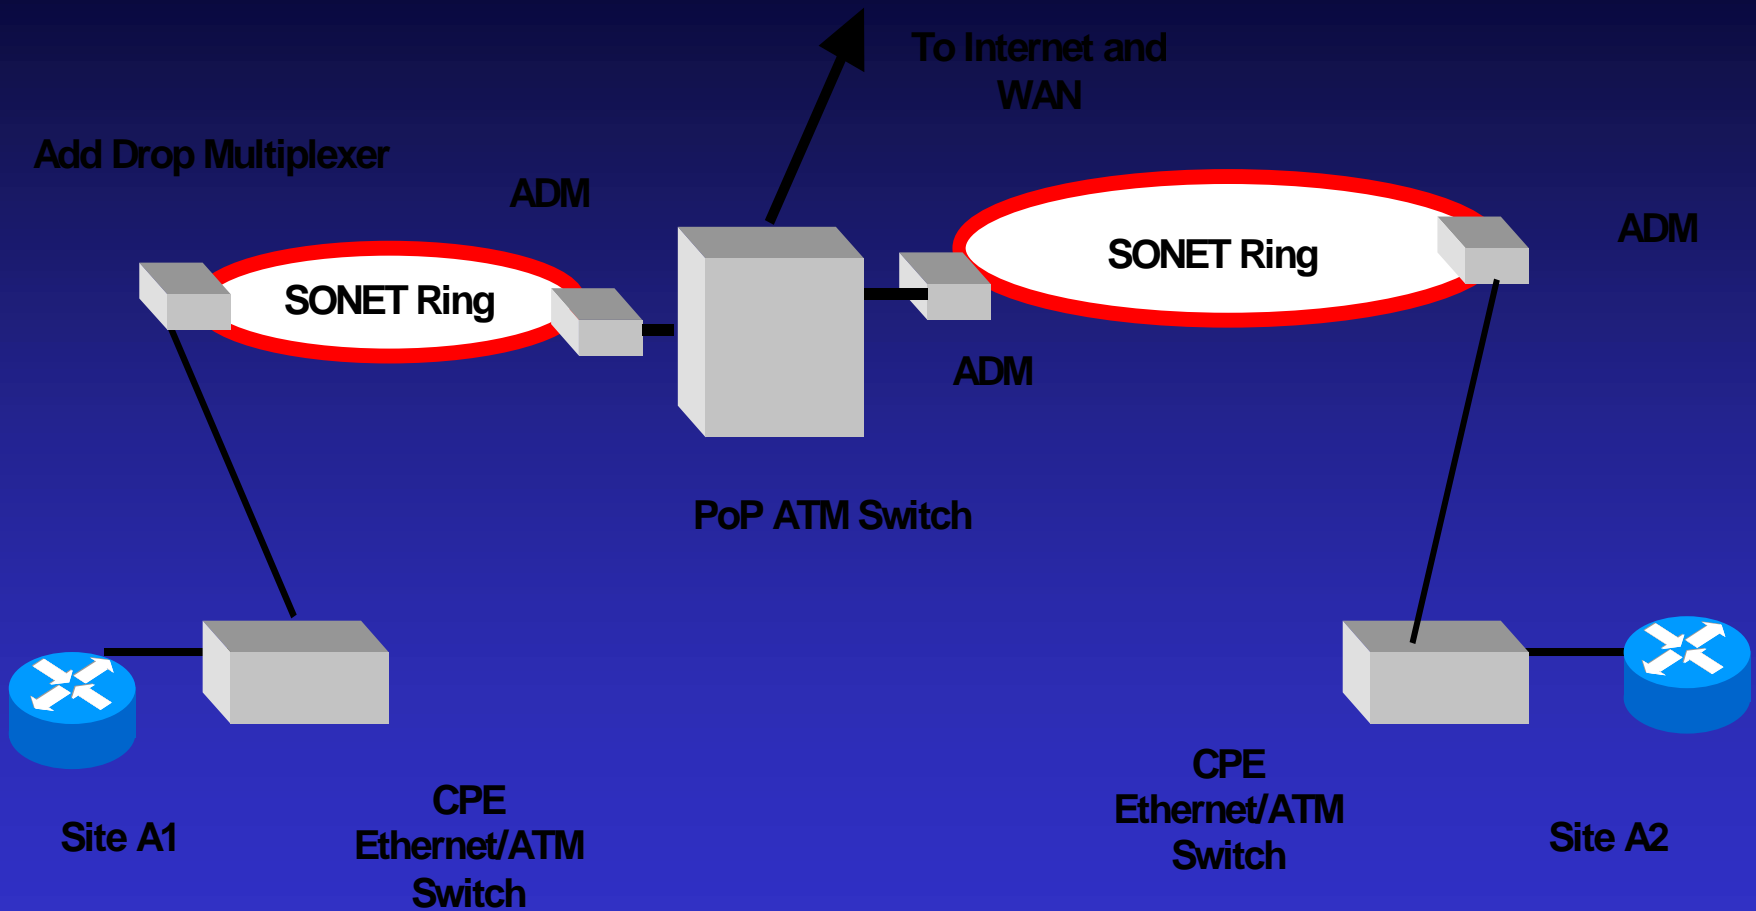 To Internet and
WAN
Add Drop Multiplexer
ADM
ADM
SONET Ring
SONET Ring
ADM
PoP ATM Switch
CPE
Ethernet/ATM
Switch
Site A1
CPE
Ethernet/ATM
Switch
Site A2